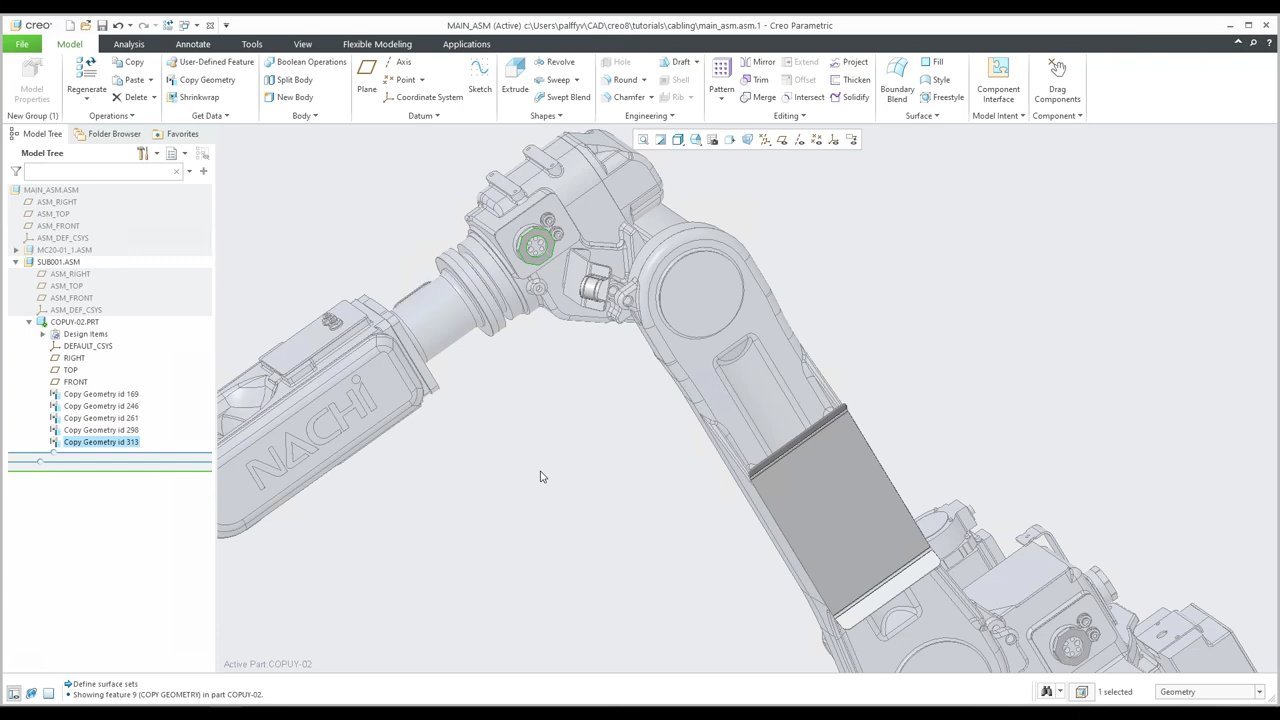 creo°
MAIN_ASM (Active) c:\Users\palffyv\CAD\creo8\tutorials\cabling\main_asm.asm.1 - Creo Parametric
File Model Analysis Annotate Tools View Flexible Modeling Applications
Model Properties
New Group (1)
Regenerate
Copy
Paste
Delete
Operations
User-Defined Feature
Copy Geometry
Shrinkwrap
Get Data
Boolean Operations
Split Body
New Body
Body
Plane
Axis
Point
Coordinate System
Sketch
Datum
Extrude
Revolve
Sweep
Swept Blend
Shapes
Hole
Round
Chamfer
Draft
Shell
Rib
Engineering
Pattern
Mirror
Trim
Merge
Extend
Offset
Intersect
Project
Thicken
Solidify
Editing
Boundary Blend
Fill
Style
Freestyle
Surface
Component Interface
Model Intent
Drag Components
Component
Model Tree Folder Browser Favorites
Model Tree
MAIN_ASM.ASM
ASM_RIGHT
ASM_TOP
ASM_FRONT
ASM_DEF_CSYS
MC20-01_1.ASM
SUB001.ASM
ASM_RIGHT
ASM_TOP
ASM_FRONT
ASM_DEF_CSYS
COPUY-02.PRT
Design Items
DEFAULT_CSYS
RIGHT
TOP
FRONT
Copy Geometry id 169
Copy Geometry id 246
Copy Geometry id 261
Copy Geometry id 298
Copy Geometry id 313
NACHi
Active Part:COPUY-02
Define surface sets
Showing feature 9 (COPY GEOMETRY) in part COPUY-02.
1 selected
Geometry